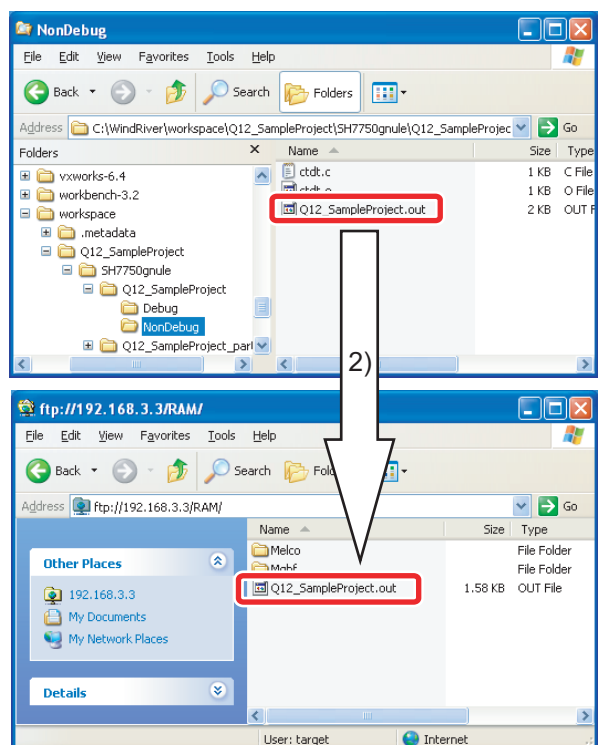 NonDebug
File Edit View Favorites Tools Help
Back Search Folders
Address C:\WindRiver\workspace\Q12_SampleProject\SH7750gnule\Q12_SampleProjec Go
Folders X Name Size Type
vxworks-6.4 ctdt.c 1 KB C File
workbench-3.2 ctdt.o 1 KB O File
workspace Q12_SampleProject.out 2 KB OUT F
.metadata
Q12_SampleProject
SH7750gnule
Q12_SampleProject
Debug
NonDebug
Q12_SampleProject_part
2)
ftp://192.168.3.3/RAM/
File Edit View Favorites Tools Help
Back Search Fold
Address ftp://192.168.3.3/RAM/ Go
Name Size Type
Melco File Folder
Other Places Mgbf File Folder
192.168.3.3 Q12_SampleProject.out 1.58 KB OUT File
My Documents
My Network Places
Details
User: target Internet